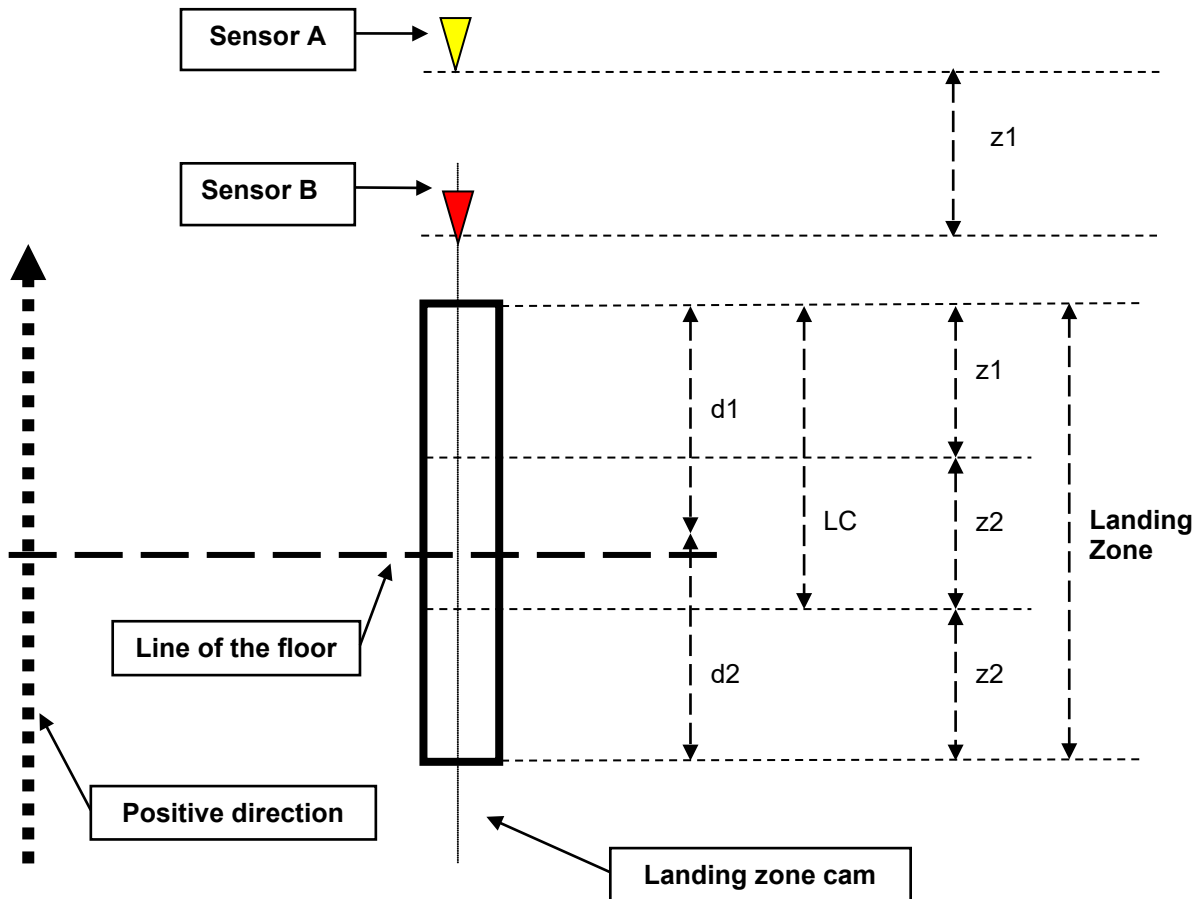 Sensor A
z1
Sensor B
z1
d1
LC
z2
Landing
Zone
Line of the floor
d2
z2
Positive direction
Landing zone cam